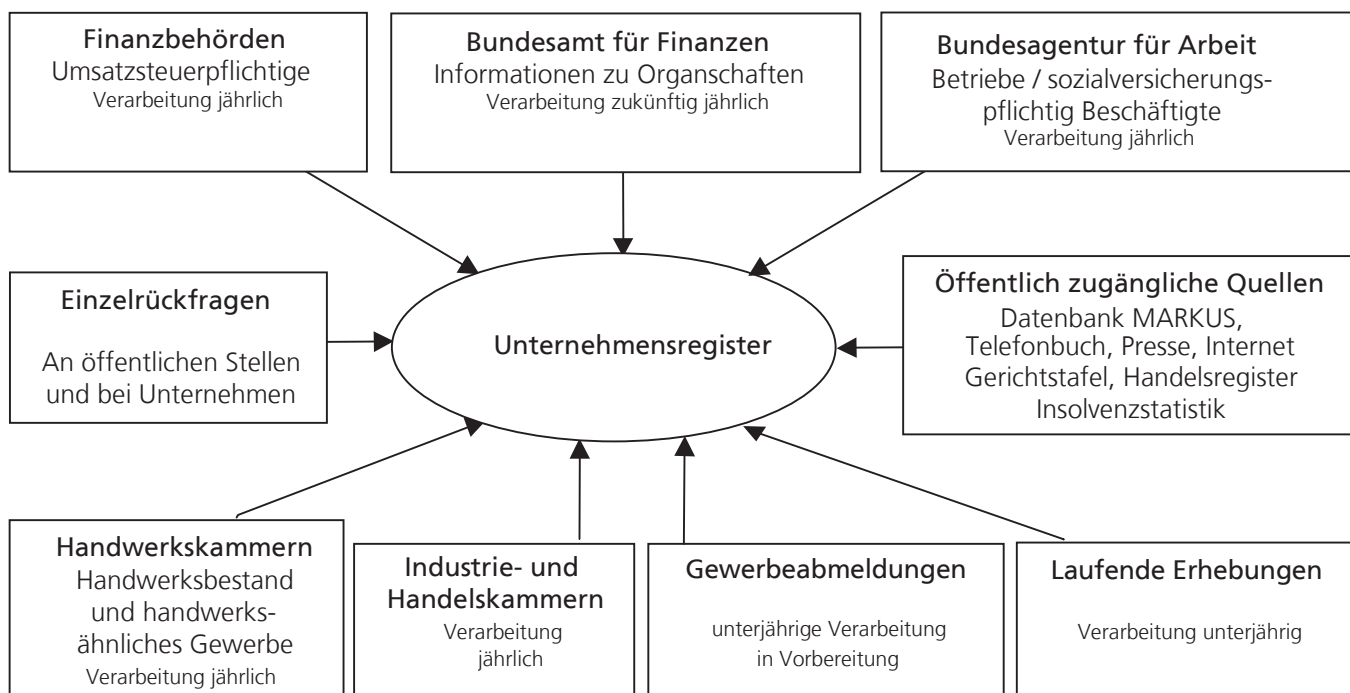 Finanzbehörden
Umsatzsteuerpflichtige
Verarbeitung jährlich
Bundesamt für Finanzen
Informationen zu Organschaften
Verarbeitung zukünftig jährlich
Bundesagentur für Arbeit
Betriebe / sozialversicherungs-
pflichtig Beschäftigte
Verarbeitung jährlich
Einzelrückfragen
An öffentlichen Stellen
und bei Unternehmen
Unternehmensregister
Öffentlich zugängliche Quellen
Datenbank MARKUS,
Telefonbuch, Presse, Internet
Gerichtstafel, Handelsregister
Insolvenzstatistik
Handwerkskammern
Handwerksbestand
und handwerks-
ähnliches Gewerbe
Verarbeitung jährlich
Industrie- und
Handelskammern
Verarbeitung
jährlich
Gewerbeabmeldungen
unterjährige Verarbeitung
in Vorbereitung
Laufende Erhebungen
Verarbeitung unterjährig